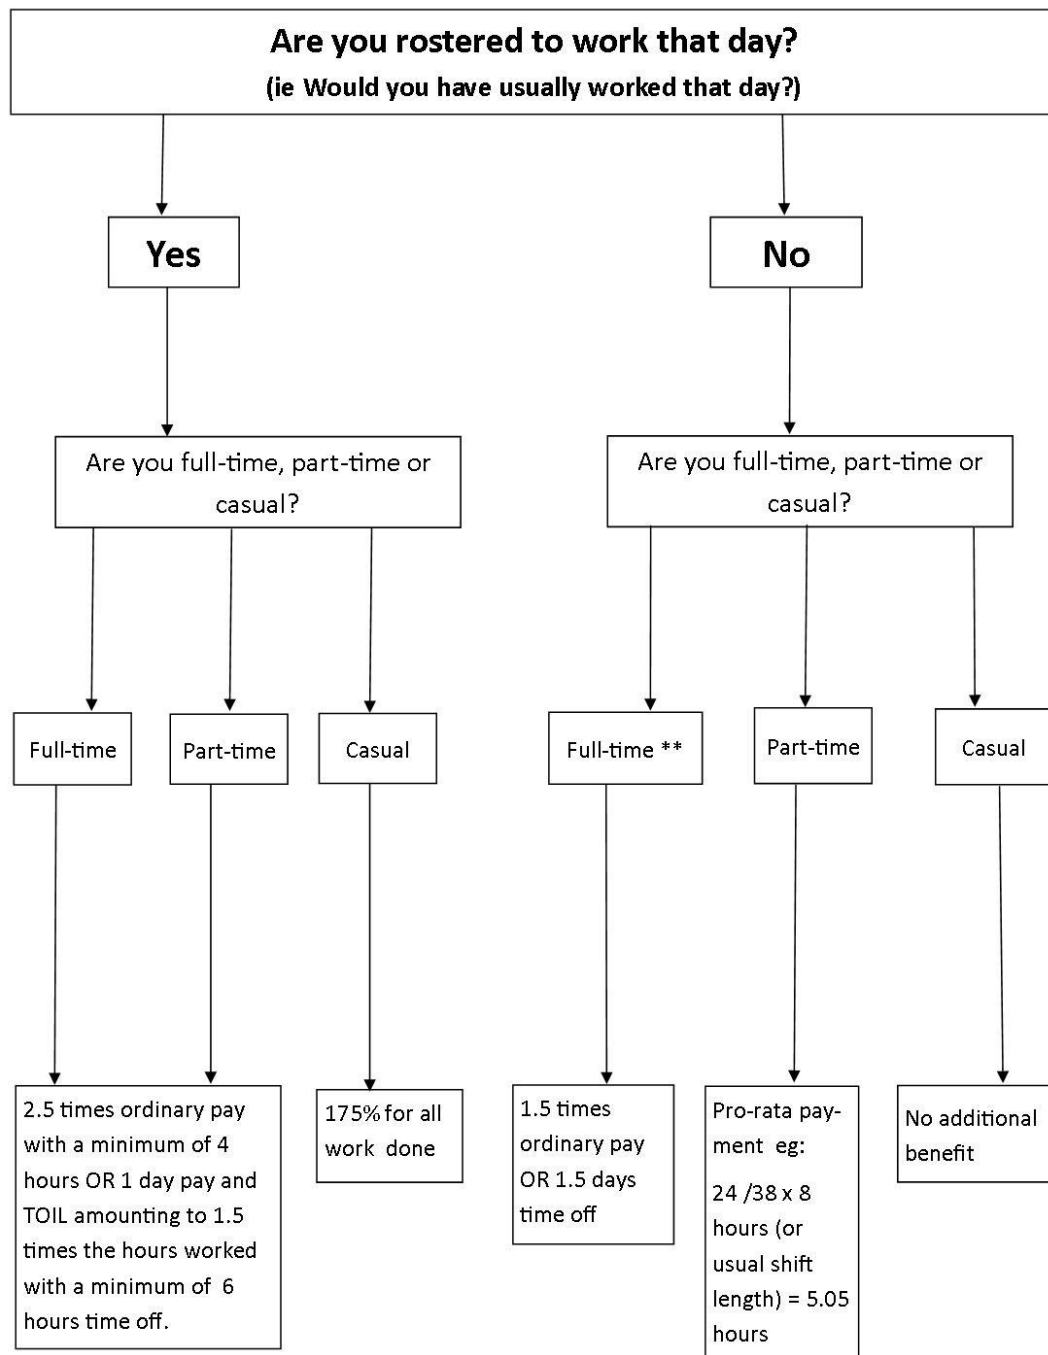 Are you rostered to work that day?
(ie Would you have usually worked that day?)
Yes
No
Are you full-time, part-time or
casual?
Are you full-time, part-time or
casual?
Full-time
Part-time
Casual
Full-time **
Part-time
Casual
2.5 times ordinary pay
with a minimum of 4
hours OR 1 day pay and
TOIL amounting to 1.5
times the hours worked
with a minimum of  6
hours time off.
175% for all
work  done
1.5 times
ordinary pay
OR 1.5 days
time off
Pro-rata pay-
ment  eg:
24 /38 x 8
hours (or
usual shift
length) = 5.05
hours
No additional
benefit